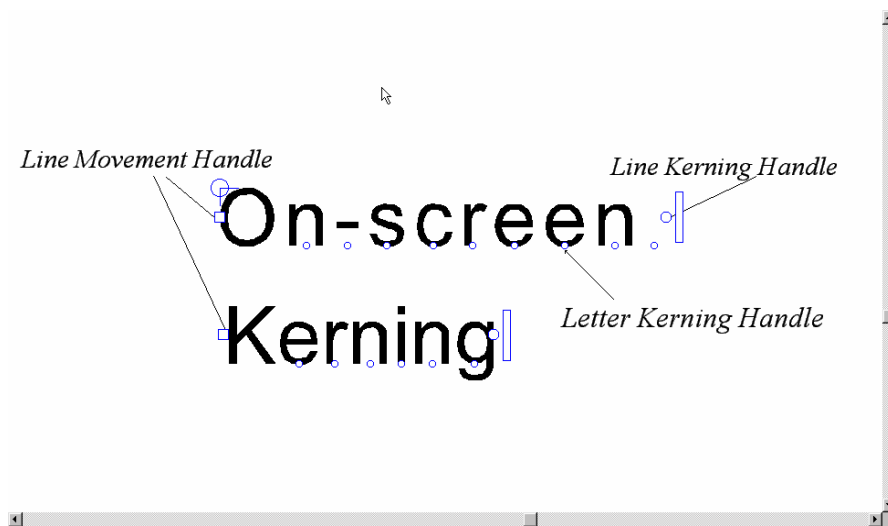 Line Movement Handle
Line Kerning Handle
On-screen
Letter Kerning Handle
Kerning